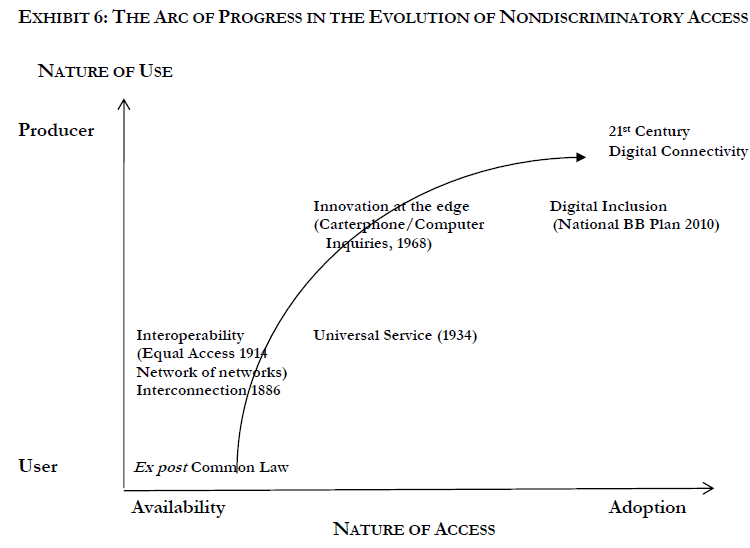 EXHIBIT 6: THE ARC OF PROGRESS IN THE EVOLUTION OF NONDISCRIMINATORY ACCESS
NATURE OF USE
Producer
21st Century
Digital Connectivity
Innovation at the edge
(Carterphone/Computer
Inquiries, 1968)
Digital Inclusion
(National BB Plan 2010)
Interoperability
(Equal Access 1914
Network of networks)
Interconnection 1886
Universal Service (1934)
User
Ex post Common Law
Availability
Adoption
NATURE OF ACCESS